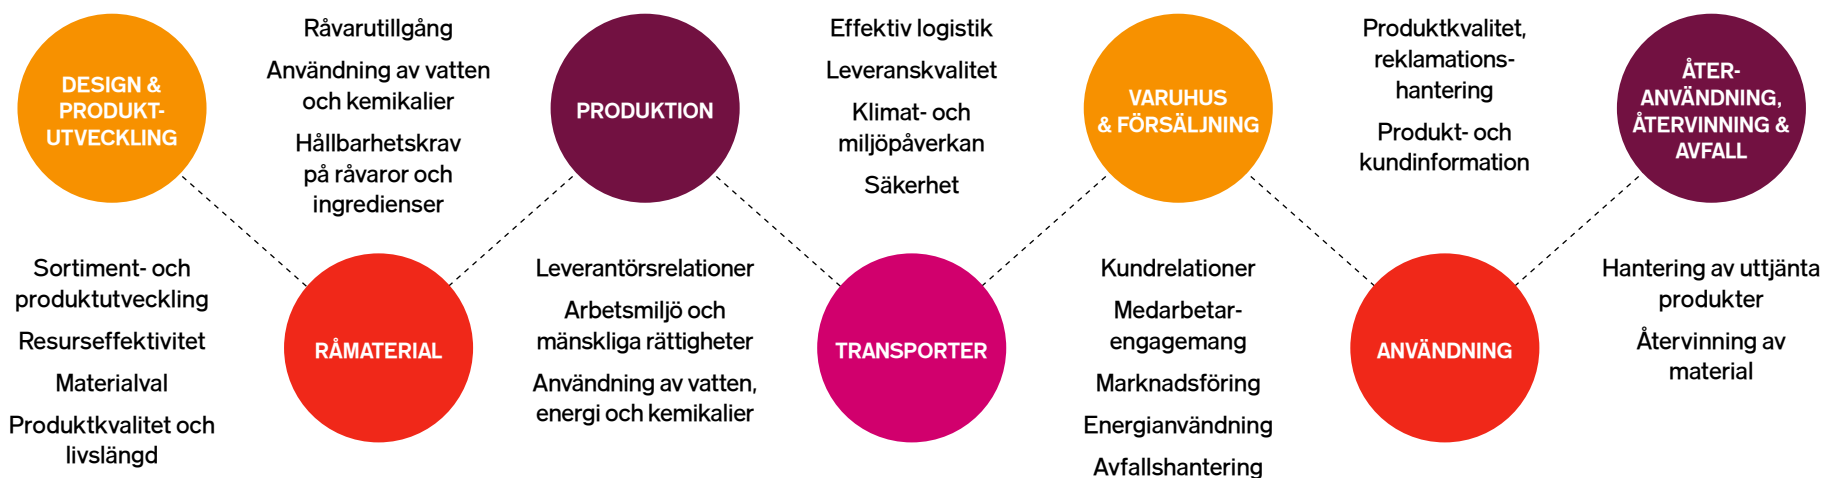 DESIGN &
PRODUKT-
UTVECKLING
Sortiment- och
produktutveckling
Resurseffektivitet
Materialval
Produktkvalitet och
livslängd
Råvarutillgång
Användning av vatten
och kemikalier
Hållbarhetskrav
på råvaror och
ingredienser
RÅMATERIAL
PRODUKTION
Leverantörsrelationer
Arbetsmiljö och
mänskliga rättigheter
Användning av vatten,
energi och kemikalier
Effektiv logistik
Leveranskvalitet
Klimat- och
miljöpåverkan
Säkerhet
TRANSPORTER
VARUHUS
& FÖRSÄLJNING
Kundrelationer
Medarbetar-
engagemang
Marknadsföring
Energianvändning
Avfallshantering
Produktkvalitet,
reklamations-
hantering
Produkt- och
kundinformation
ANVÄNDNING
ÅTER-
ANVÄNDNING,
ÅTERVINNING &
AVFALL
Hantering av uttjänta
produkter
Återvinning av
material